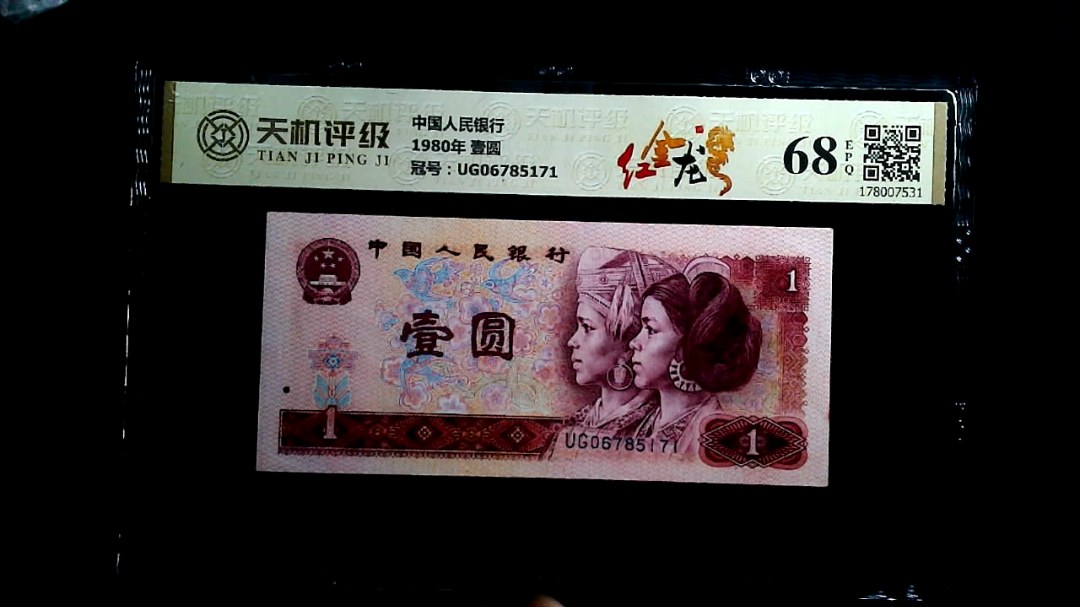 天机评级
TIAN JI PING JI
中国人民银行
1980年 壹圆
冠号：UG06785171
红金龙
68
EPQ
178007531
中國人民銀行
1
壹圆
1
UG06785171
1